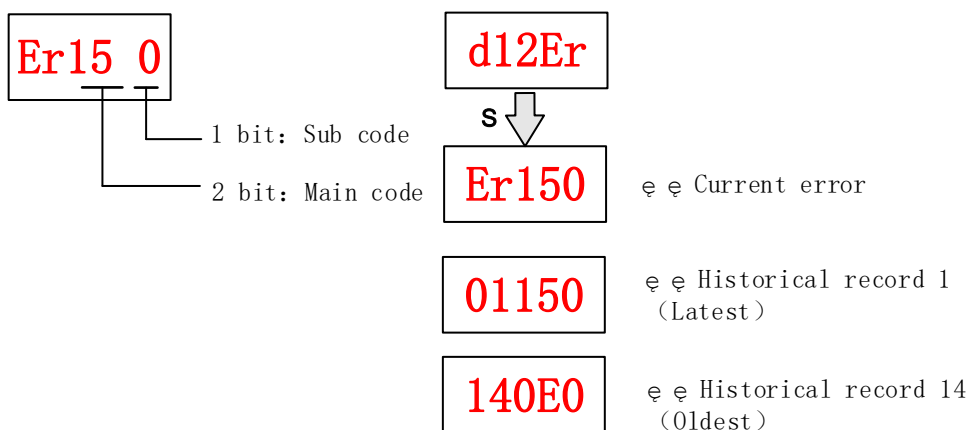 Er15 0
1 bit：Sub code
2 bit：Main code
d12Er
S
Er150
ę ę Current error
01150
ę ę Historical record 1
（Latest）
140E0
ę ę Historical record 14
（Oldest）